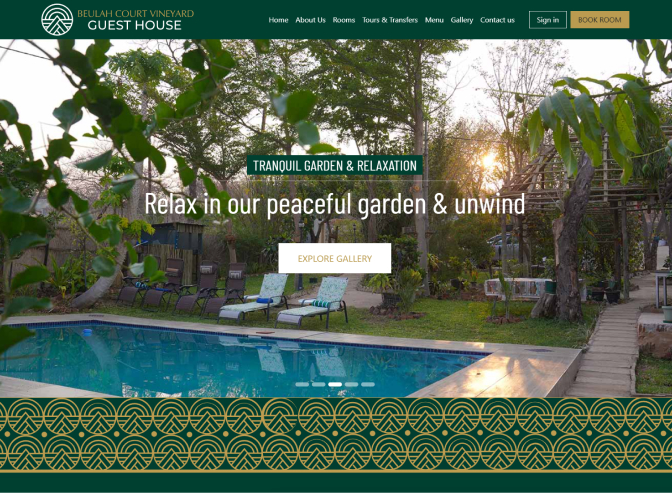 BEULAH COURT VINEYARD
GUEST HOUSE
Home About Us Rooms Tours & Transfers Menu Gallery Contact us Sign in BOOK ROOM
TRANQUIL GARDEN & RELAXATION
Relax in our peaceful garden & unwind
EXPLORE GALLERY